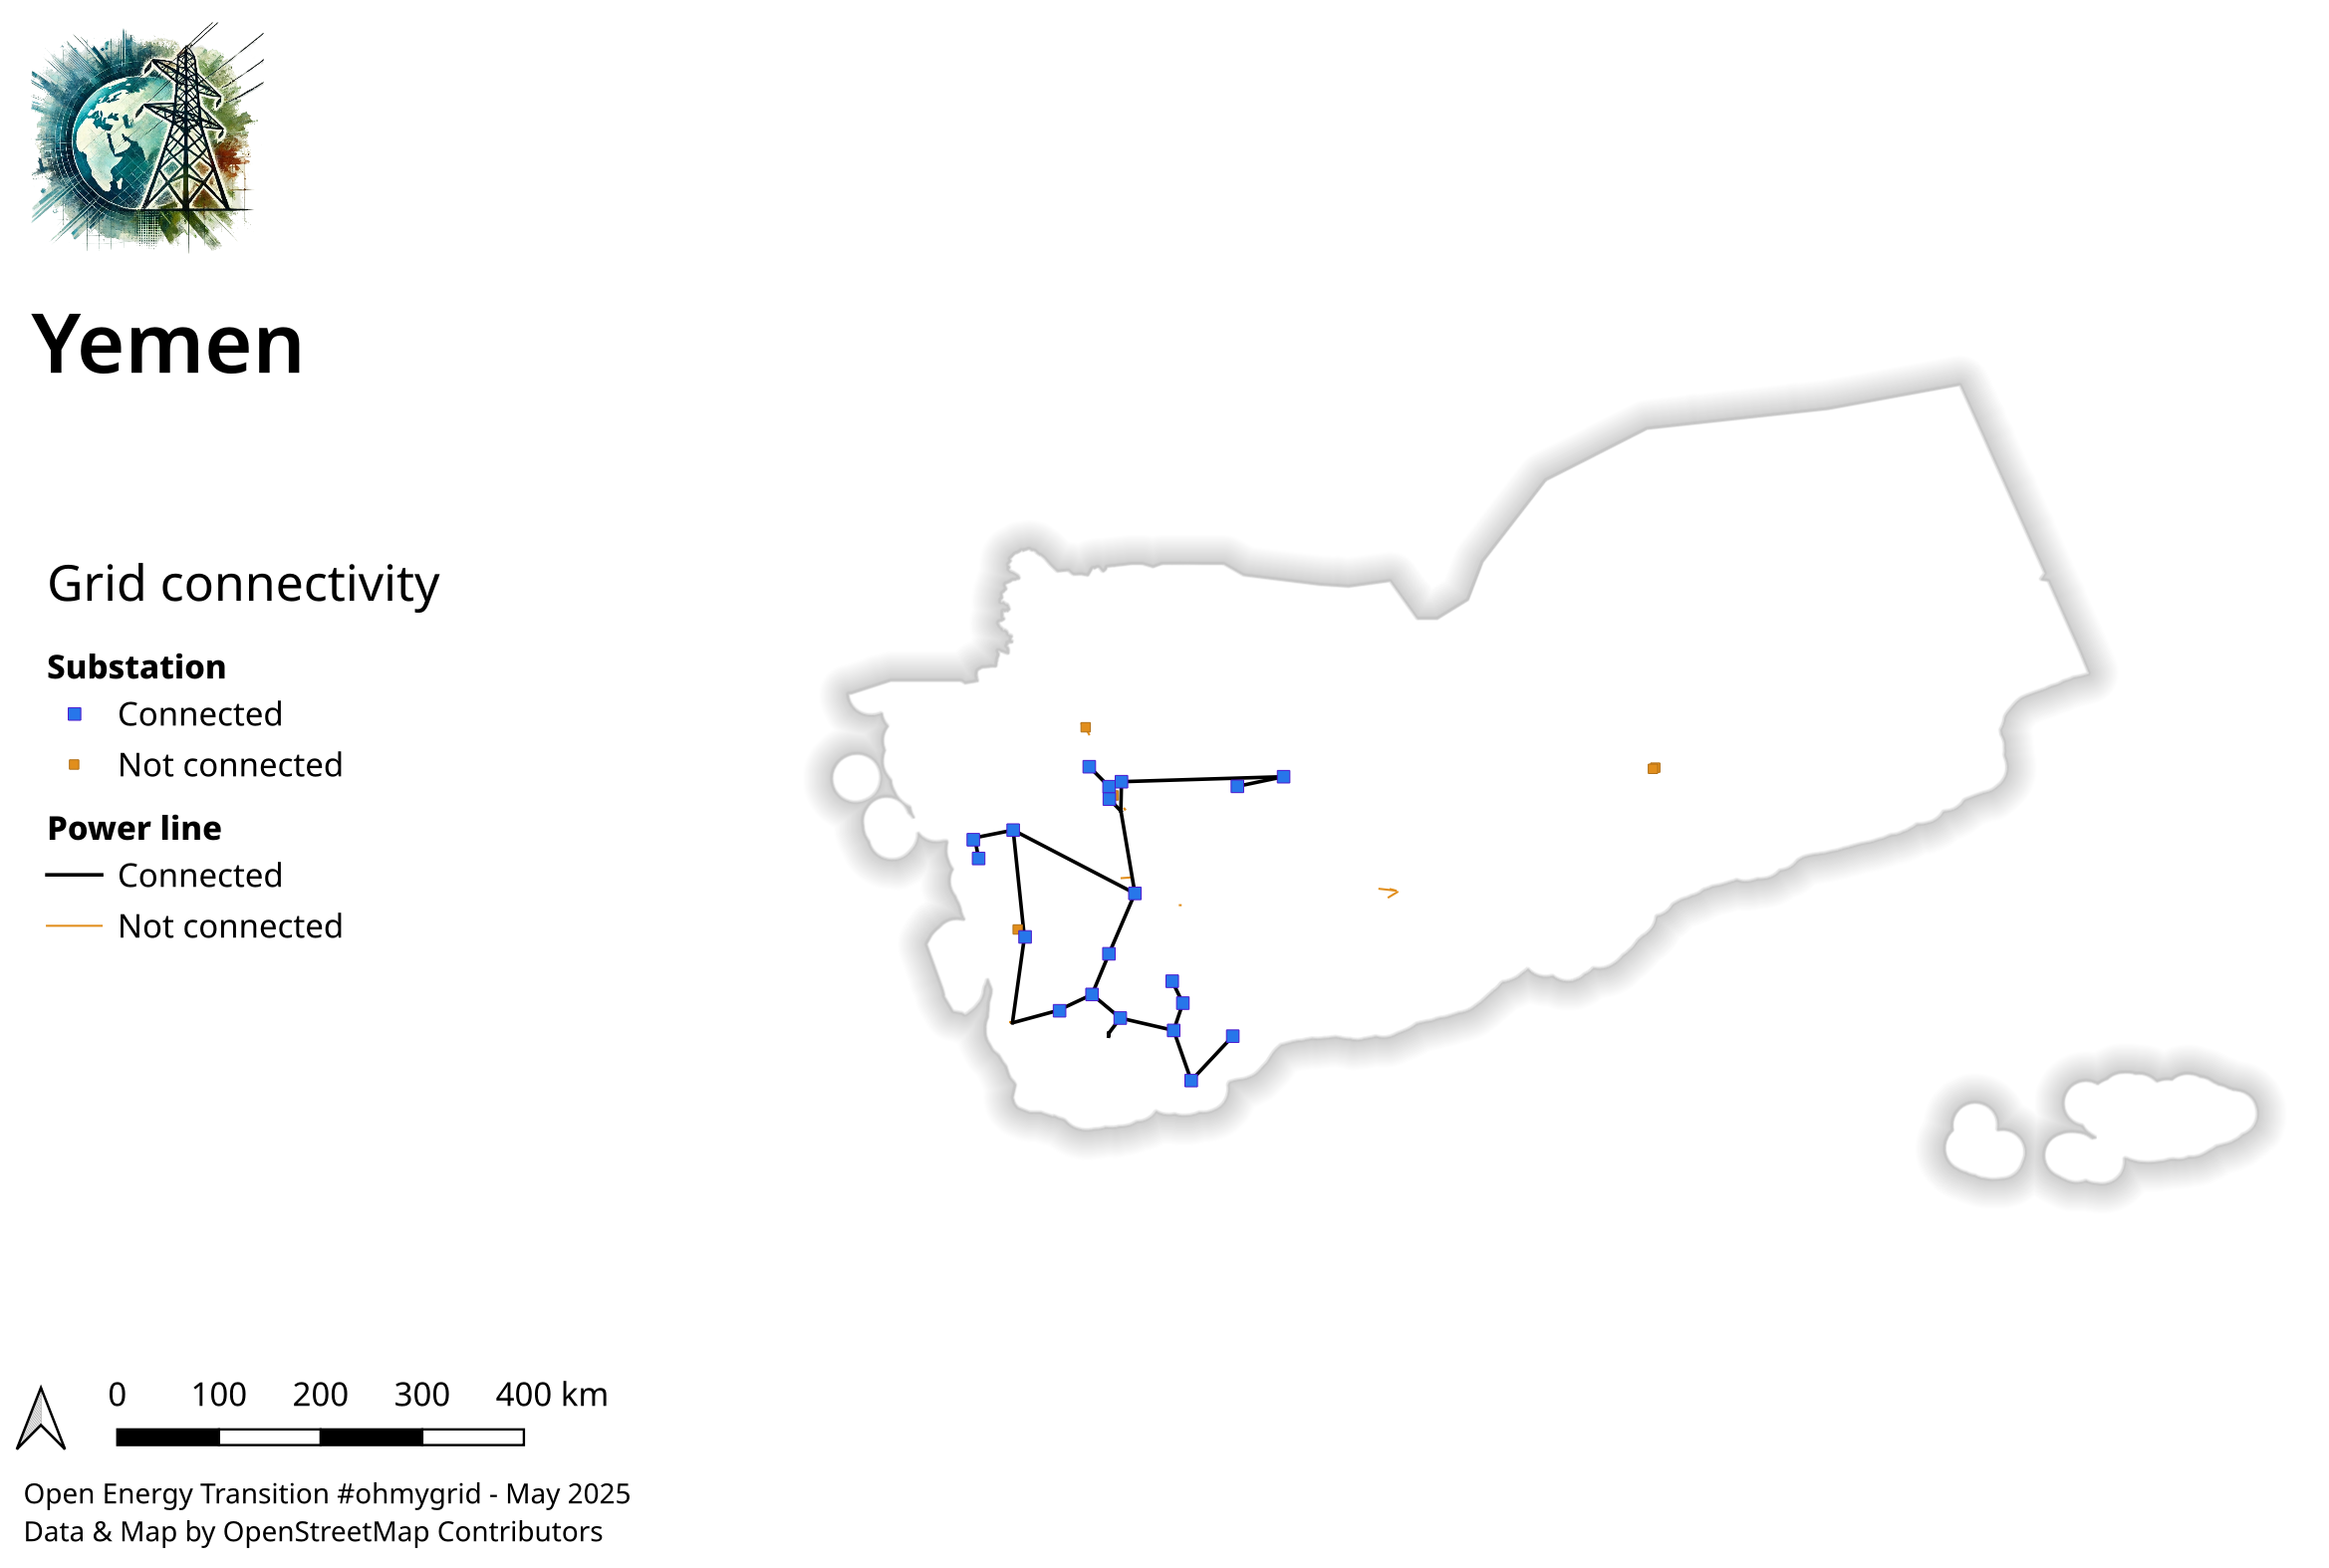 Yemen
Grid connectivity
Substation
Connected
Not connected
Power line
Connected
Not connected
0 100 200 300 400 km
Open Energy Transition #ohmygrid - May 2025
Data & Map by OpenStreetMap Contributors